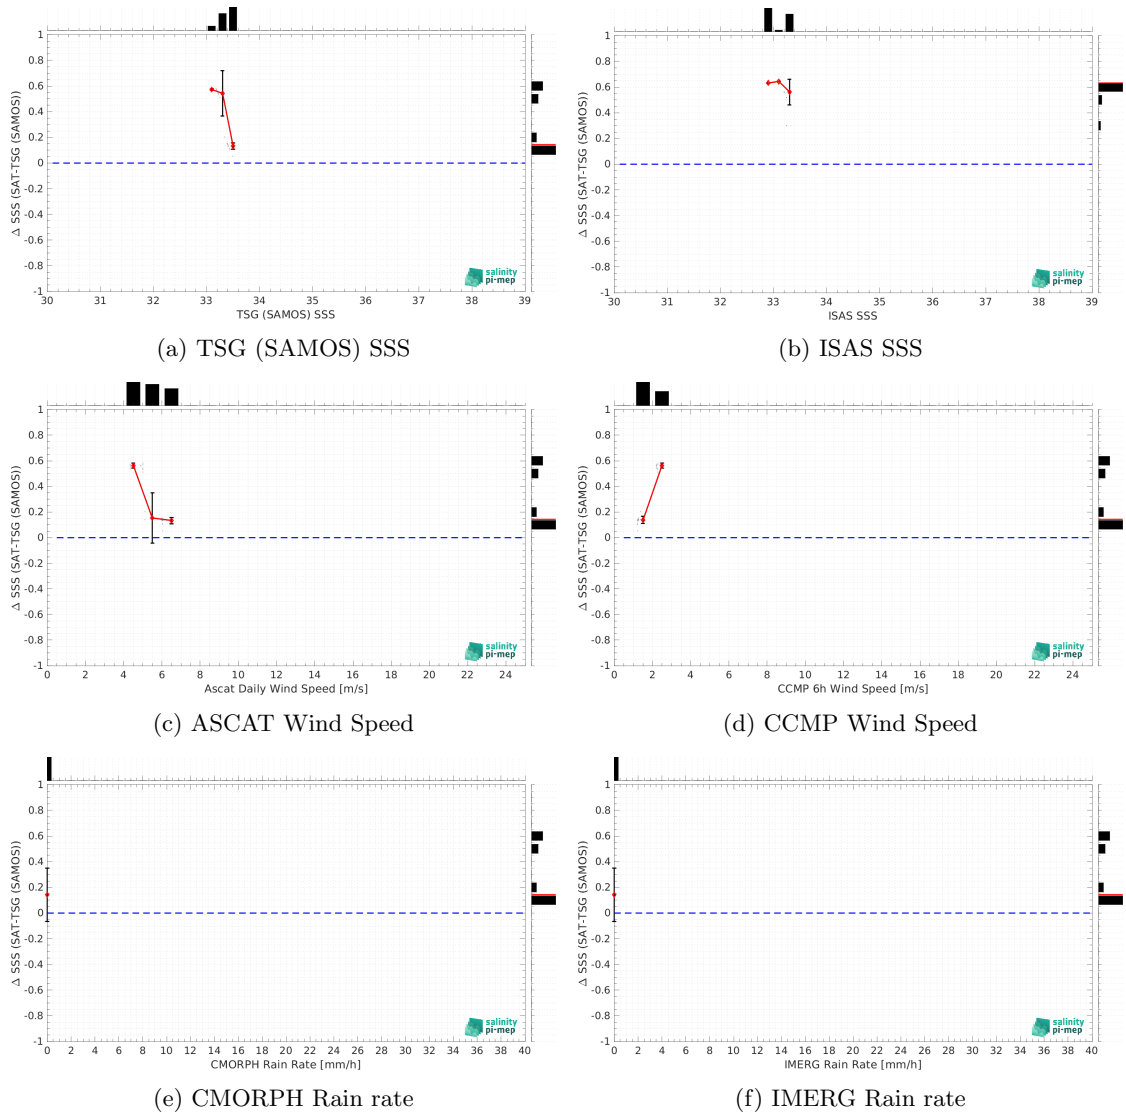 1
0.8
0.6
0.4
0.2
0
-0.2
-0.4
-0.6
-0.8
-1
Δ SSS (SAT-TSG (SAMOS))
30 31 32 33 34 35 36 37 38 39
TSG (SAMOS) SSS
salinity
pi-mep
(a) TSG (SAMOS) SSS
1
0.8
0.6
0.4
0.2
0
-0.2
-0.4
-0.6
-0.8
-1
Δ SSS (SAT-TSG (SAMOS))
30 31 32 33 34 35 36 37 38 39
ISAS SSS
salinity
pi-mep
(b) ISAS SSS
1
0.8
0.6
0.4
0.2
0
-0.2
-0.4
-0.6
-0.8
-1
Δ SSS (SAT-TSG (SAMOS))
0 2 4 6 8 10 12 14 16 18 20 22 24
Ascat Daily Wind Speed [m/s]
salinity
pi-mep
(c) ASCAT Wind Speed
1
0.8
0.6
0.4
0.2
0
-0.2
-0.4
-0.6
-0.8
-1
Δ SSS (SAT-TSG (SAMOS))
0 2 4 6 8 10 12 14 16 18 20 22 24
CCMP 6h Wind Speed [m/s]
salinity
pi-mep
(d) CCMP Wind Speed
1
0.8
0.6
0.4
0.2
0
-0.2
-0.4
-0.6
-0.8
-1
Δ SSS (SAT-TSG (SAMOS))
0 2 4 6 8 10 12 14 16 18 20 22 24 26 28 30 32 34 36 38 40
CMORPH Rain Rate [mm/h]
salinity
pi-mep
(e) CMORPH Rain rate
1
0.8
0.6
0.4
0.2
0
-0.2
-0.4
-0.6
-0.8
-1
Δ SSS (SAT-TSG (SAMOS))
0 2 4 6 8 10 12 14 16 18 20 22 24 26 28 30 32 34 36 38 40
IMERG Rain Rate [mm/h]
salinity
pi-mep
(f) IMERG Rain rate